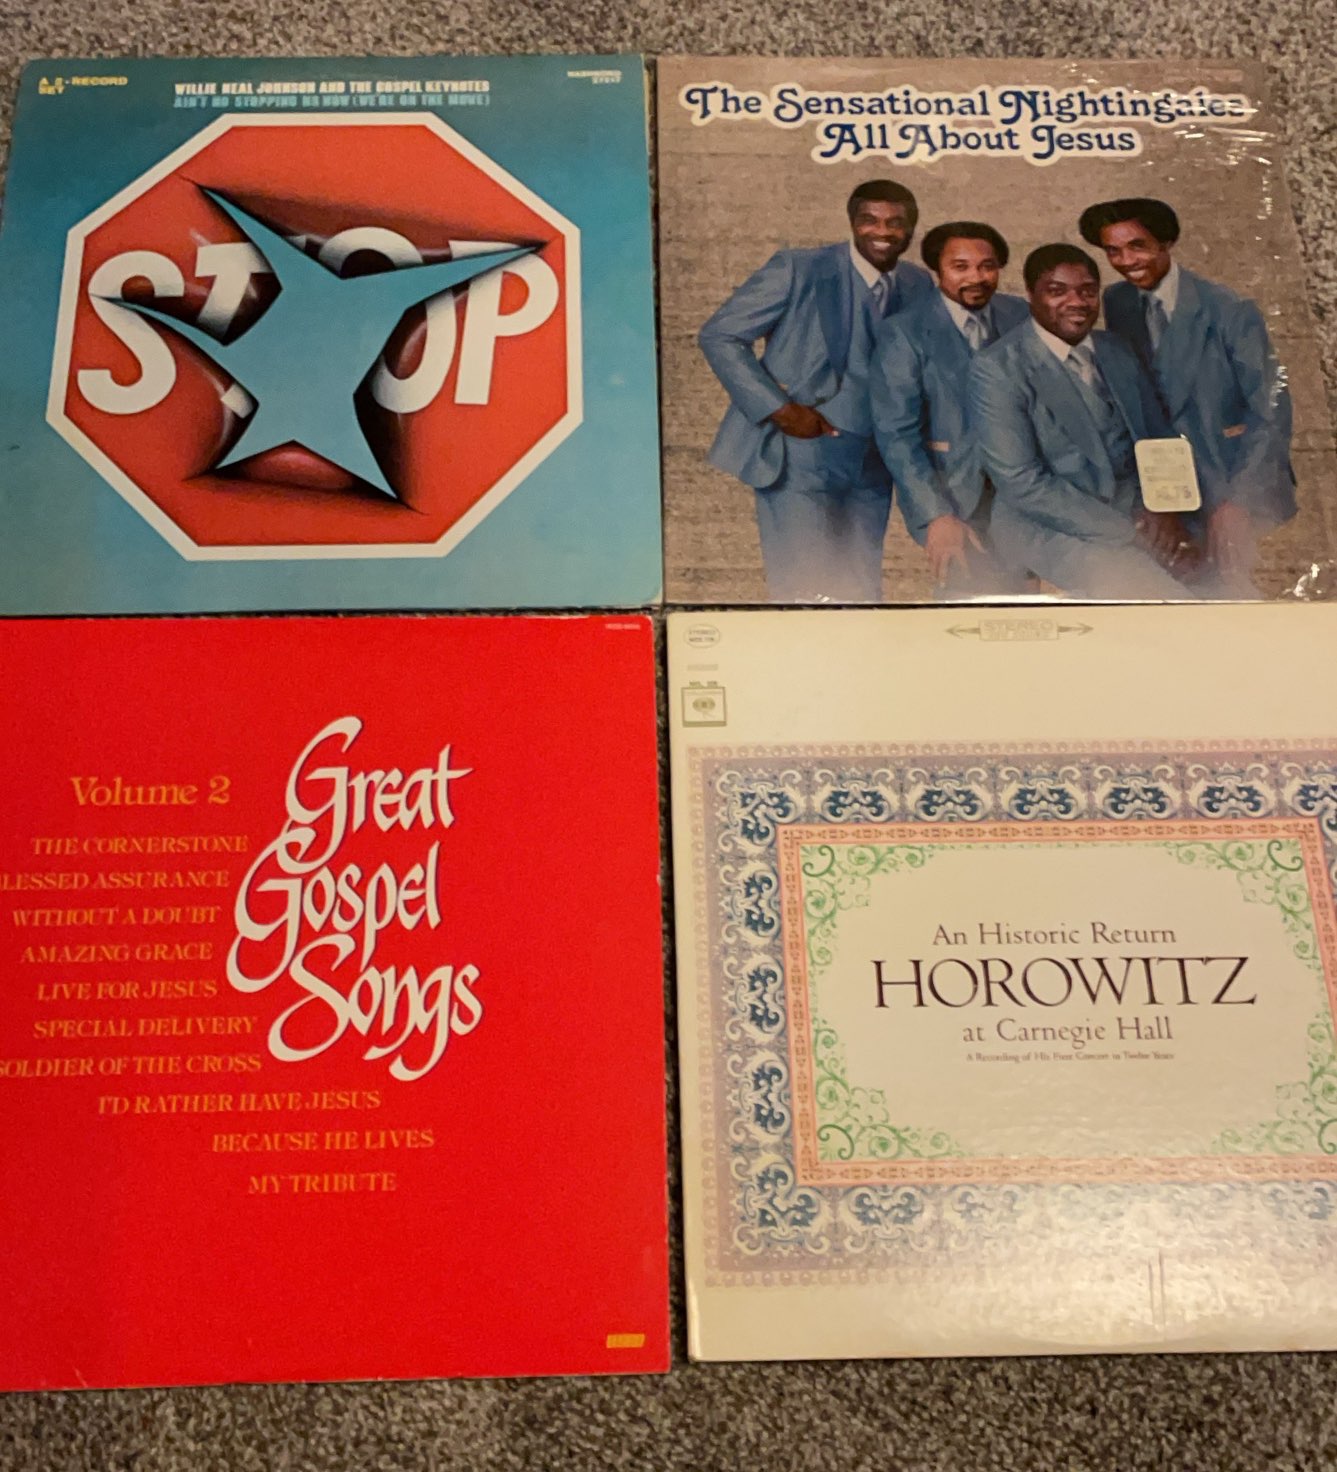 A 2-RECORD
SET
WILLIE NEAL JOHNSON AND THE GOSPEL KEYNOTES
AIN'T NO STOPPING US NOW (WE'RE ON THE MOVE)
STOP
The Sensational Nightingales
All About Jesus
Great
Gospel
Songs
Volume 2
THE CORNERSTONE
LESSED ASSURANCE
WITHOUT A DOUBT
AMAZING GRACE
LIVE FOR JESUS
SPECIAL DELIVERY
SOLDIER OF THE CROSS
I'D RATHER HAVE JESUS
BECAUSE HE LIVES
MY TRIBUTE
STEREO
An Historic Return
HOROWITZ
at Carnegie Hall
A Recording of His First Concert in Twelve Years